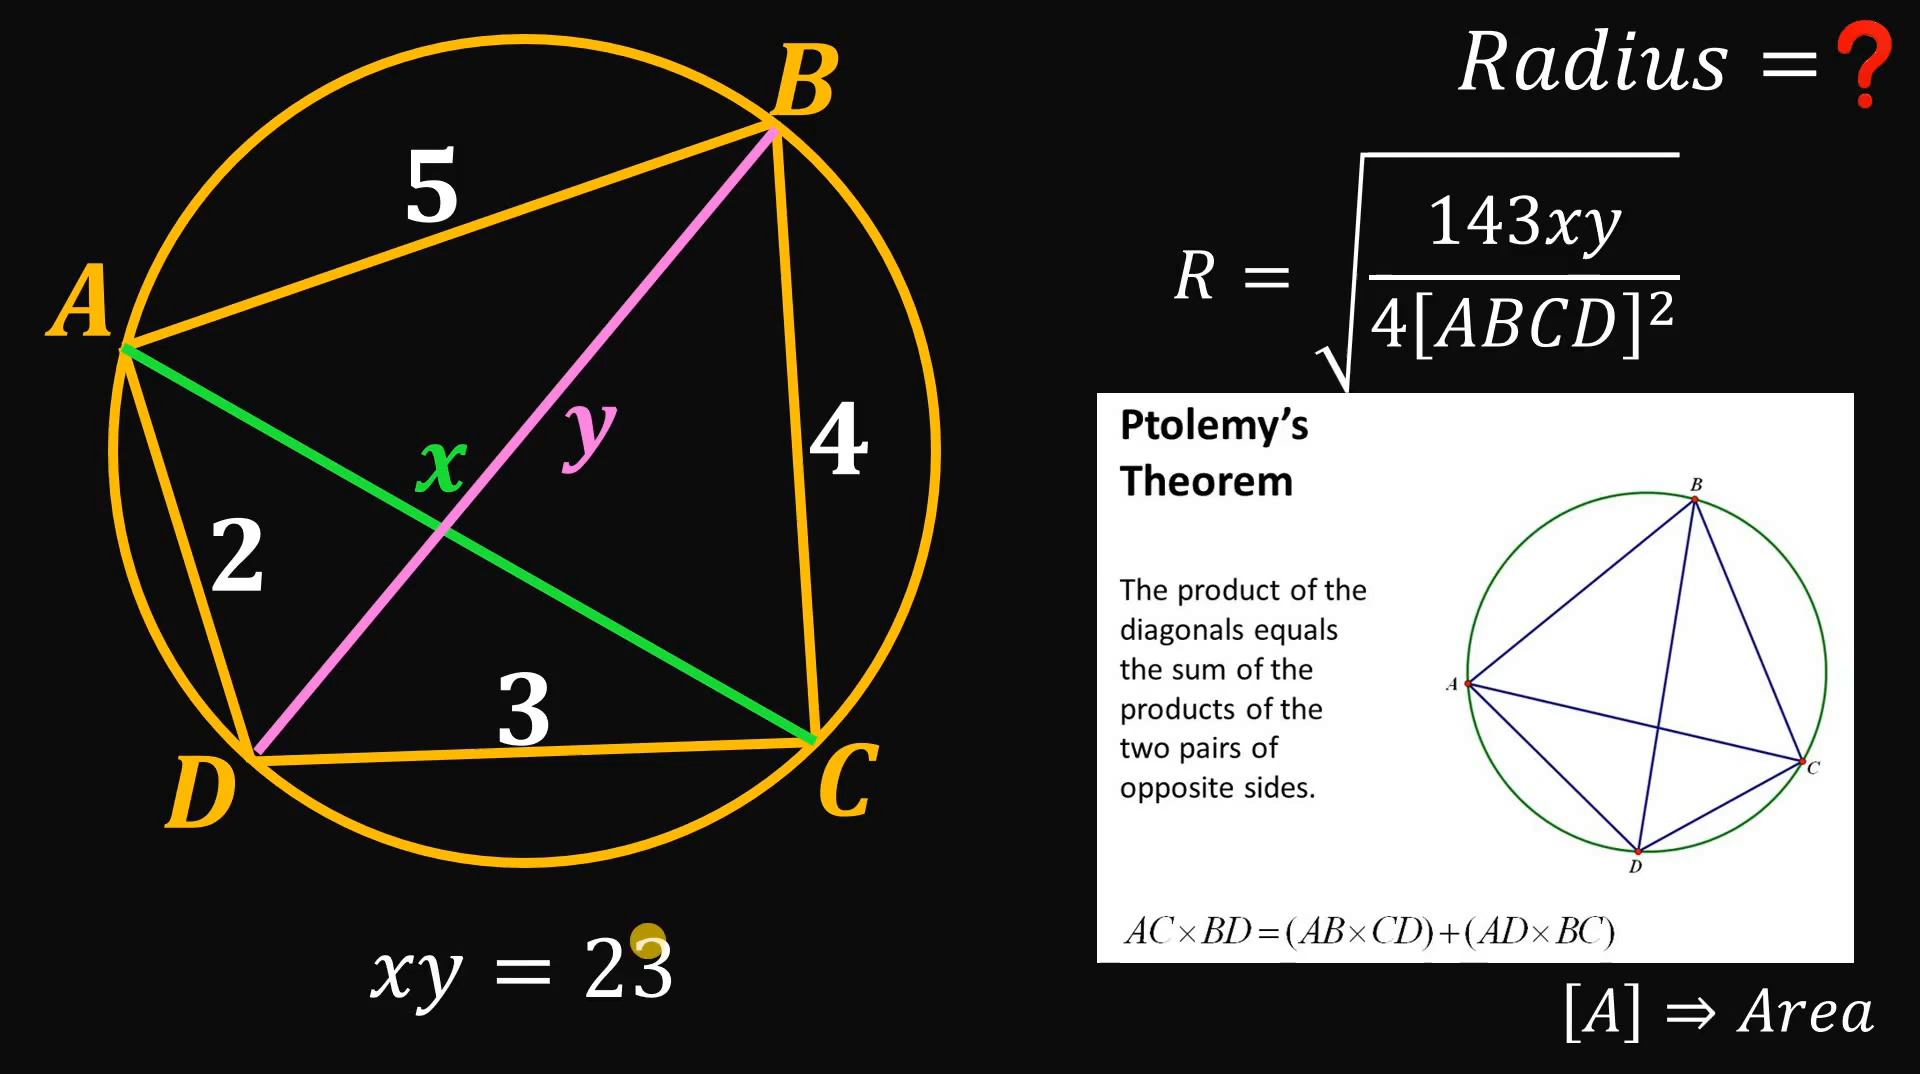 Radius = ?
B
5
A
x
y
4
2
3
D
C
xy = 23
R = √(143xy / 4[ABCD]²)
Ptolemy's
Theorem
The product of the
diagonals equals
the sum of the
products of the
two pairs of
opposite sides.
B
A
C
D
AC×BD=(AB×CD)+(AD×BC)
[A] ⇒ Area